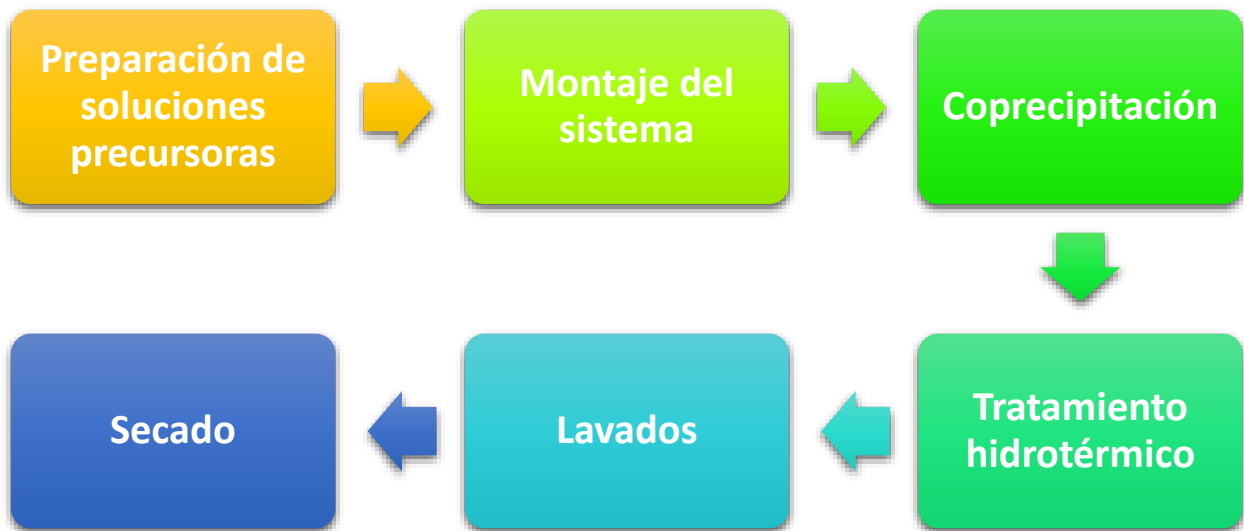 Preparación de
soluciones
precursoras
Montaje del
sistema
Coprecipitación
Tratamiento
hidrotérmico
Lavados
Secado